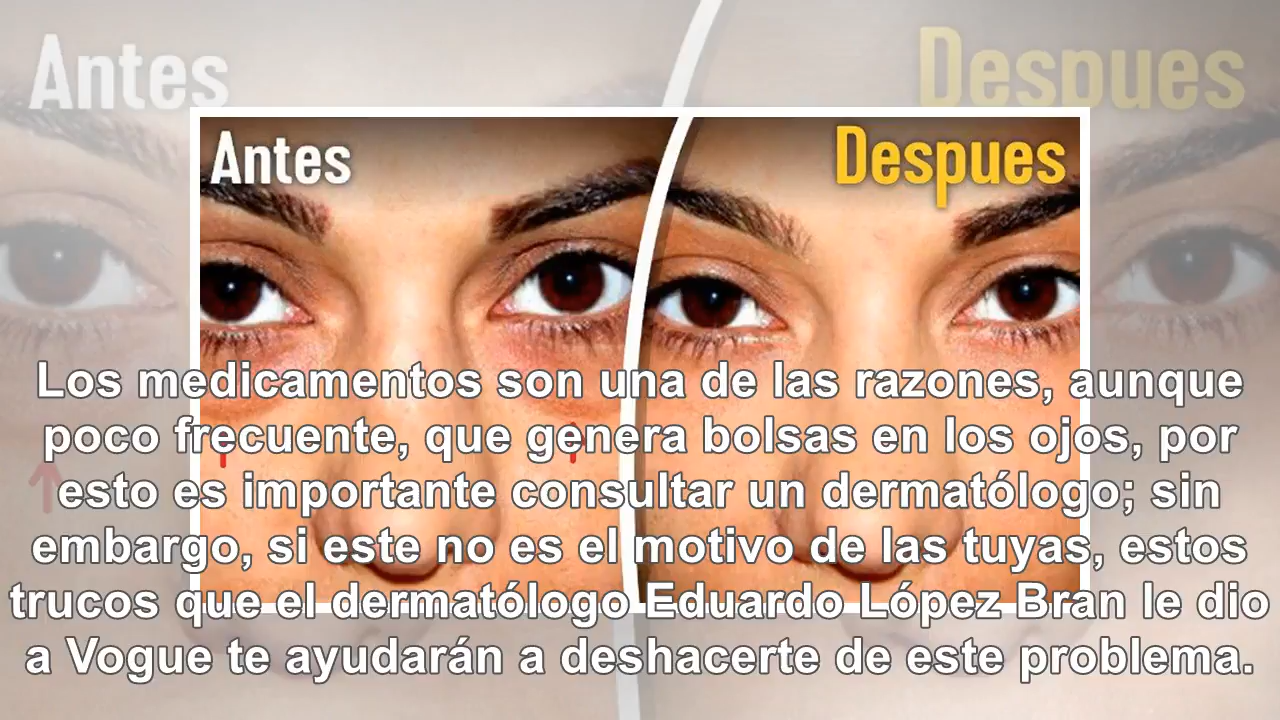 Antes
Despues
Antes
Despues
Los medicamentos son una de las razones, aunque
poco frecuente, que genera bolsas en los ojos, por
esto es importante consultar un dermatólogo; sin
embargo, si este no es el motivo de las tuyas, estos
trucos que el dermatólogo Eduardo López Bran le dio
a Vogue te ayudarán a deshacerte de este problema.